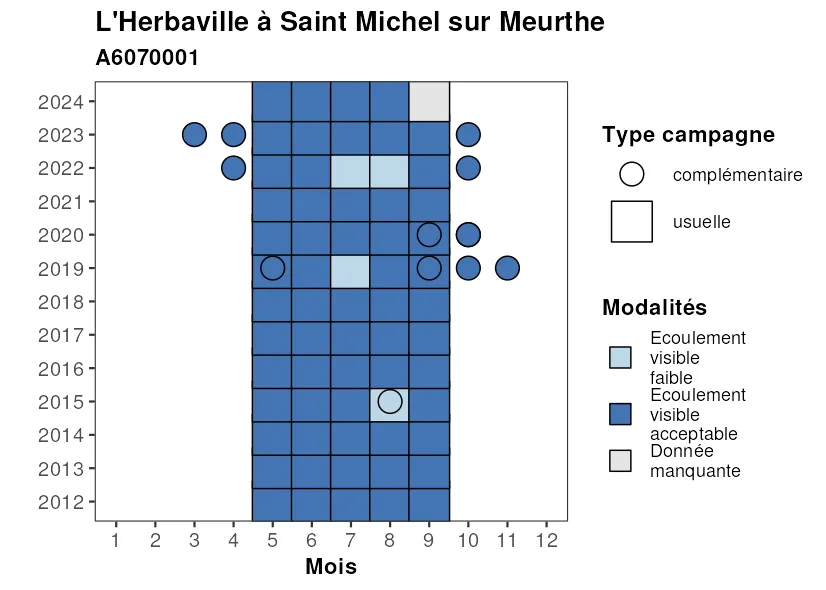 L'Herbaville à Saint Michel sur Meurthe
A6070001
2024
2023
2022
2021
2020
2019
2018
2017
2016
2015
2014
2013
2012
1 2 3 4 5 6 7 8 9 10 11 12
Mois
Type campagne
complémentaire
usuelle
Modalités
Ecoulement
visible
faible
Ecoulement
visible
acceptable
Donnée
manquante